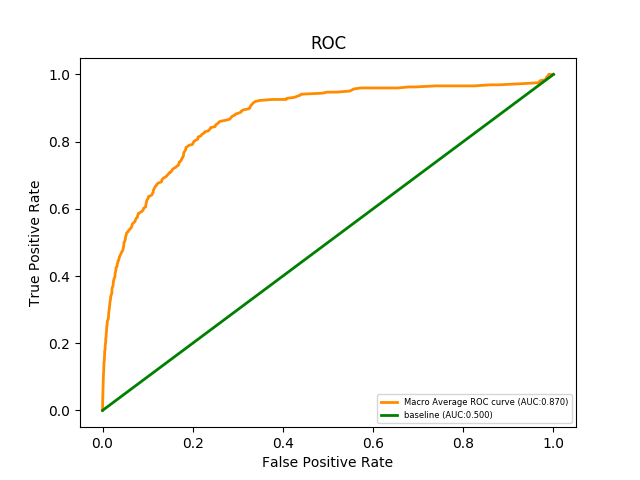 ROC
1.0
0.8
0.6
0.4
0.2
0.0
True Positive Rate
0.0 0.2 0.4 0.6 0.8 1.0
False Positive Rate
Macro Average ROC curve (AUC:0.870)
baseline (AUC:0.500)